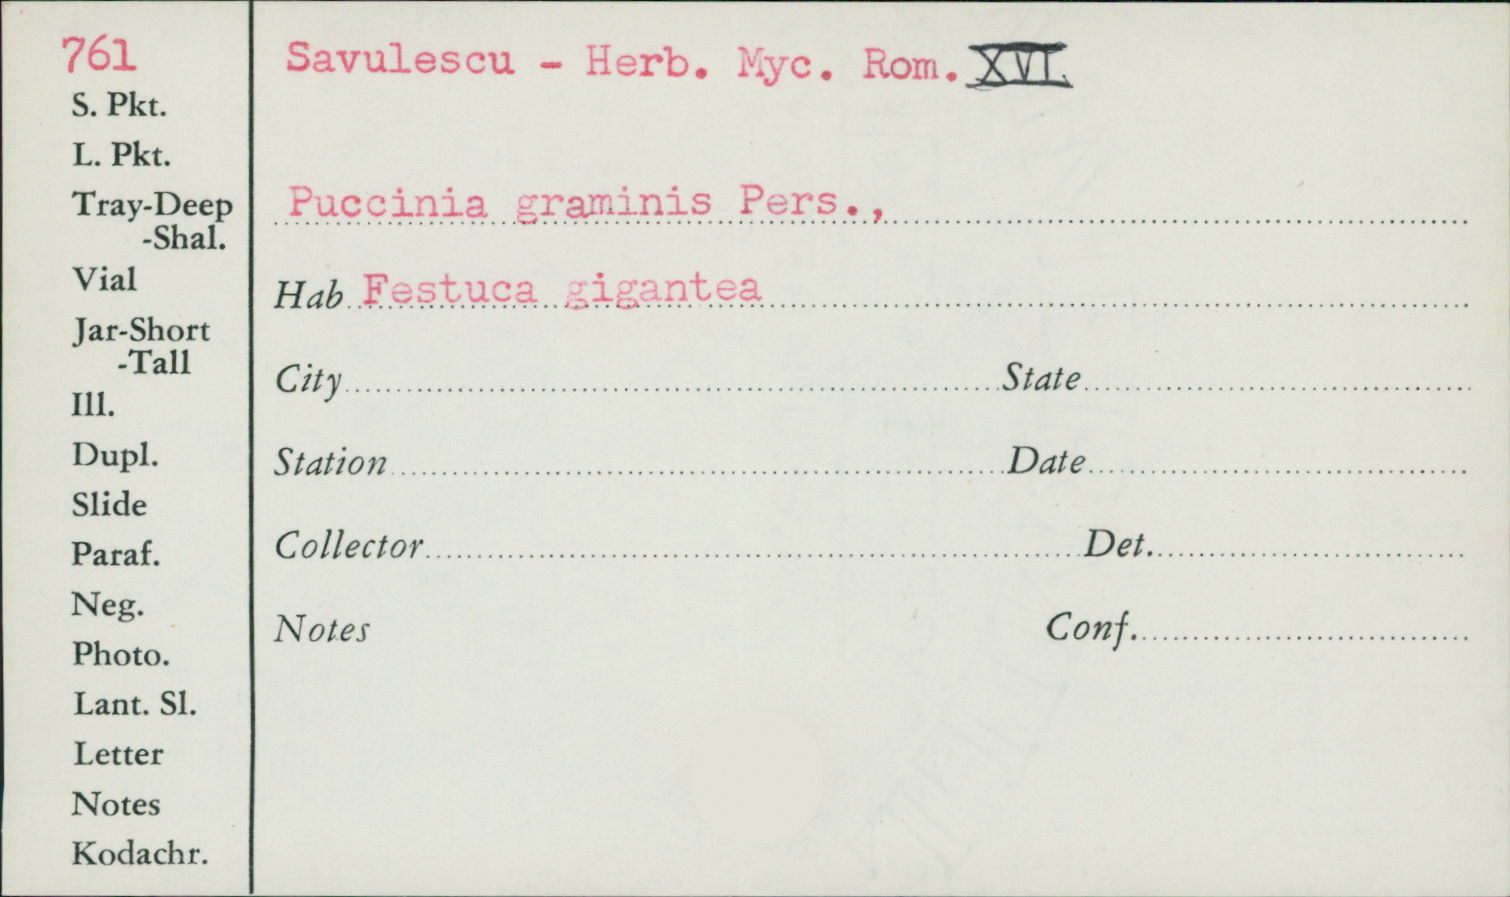 761
S. Pkt.
L. Pkt.
Tray-Deep
-Shal.
Vial
Jar-Short
-Tall
Ill.
Dupl.
Slide
Paraf.
Neg.
Photo.
Lant. Sl.
Letter
Notes
Kodachr.
Savulescu - Herb. Myc. Rom. XVI.
Puccinia graminis Pers.,
Hab Festuca gigantea
City State
Station Date
Collector Det.
Notes Conf.